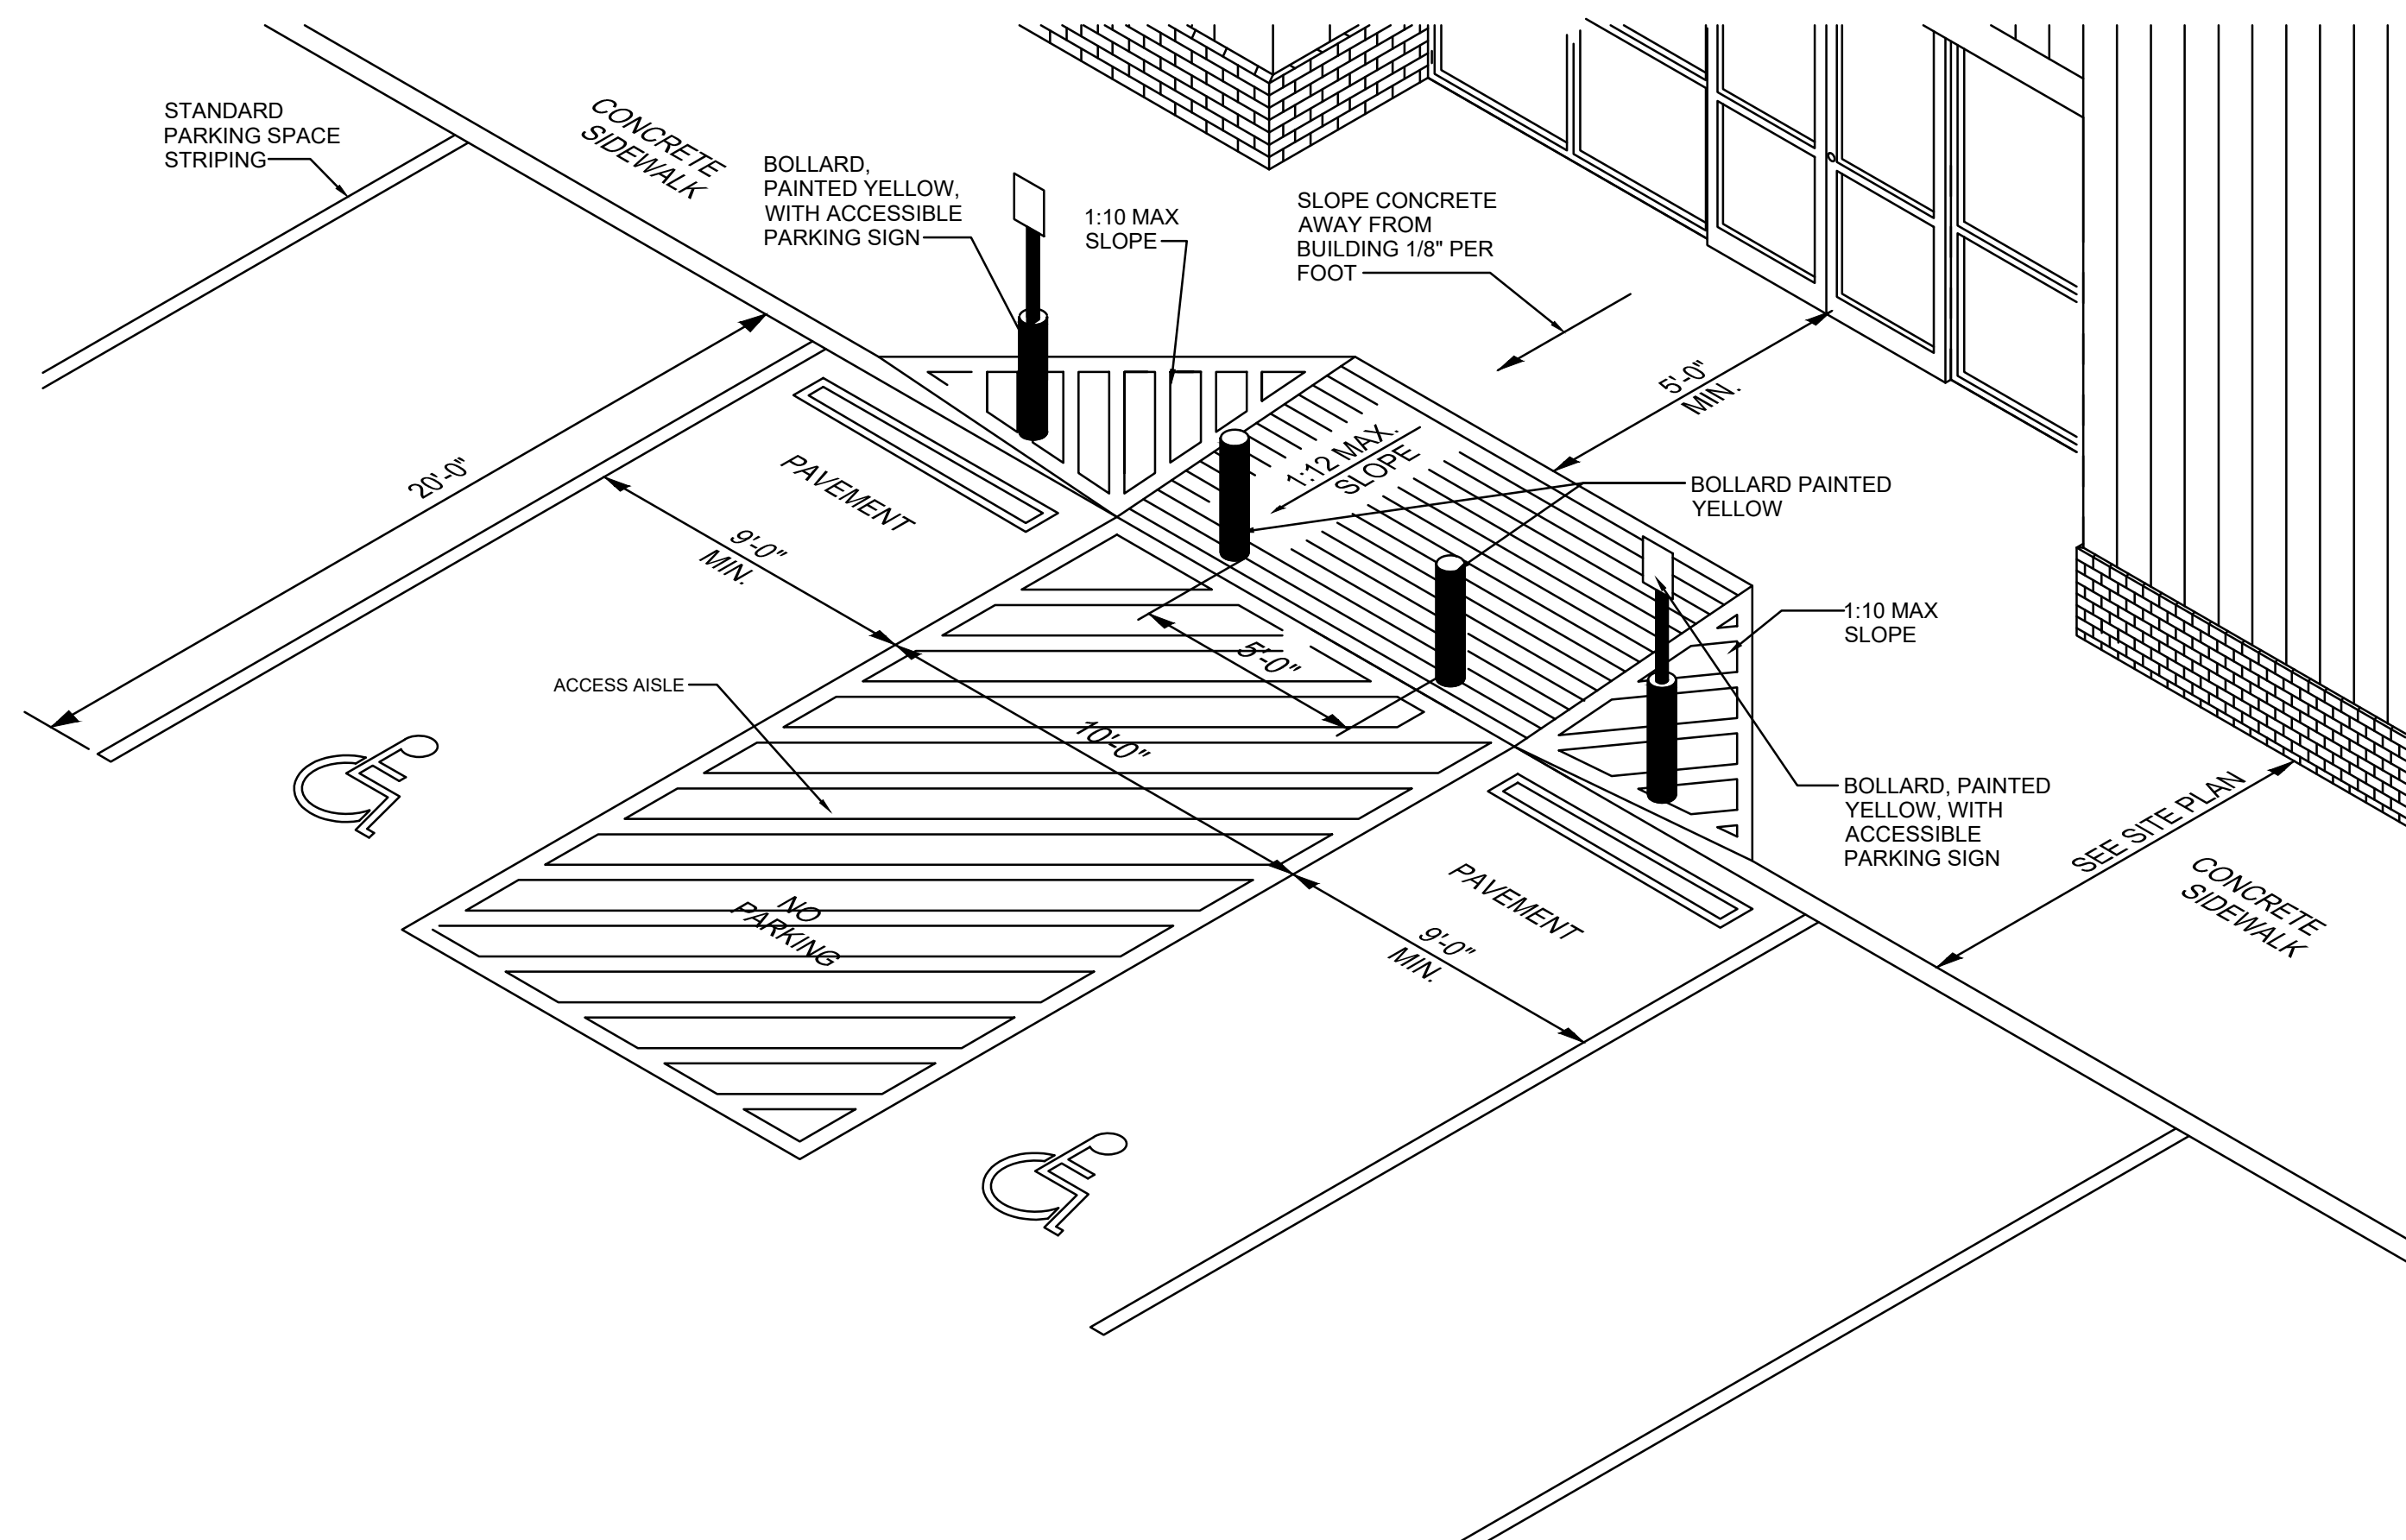 STANDARD
PARKING SPACE
STRIPING
CONCRETE
SIDEWALK
BOLLARD,
PAINTED YELLOW,
WITH ACCESSIBLE
PARKING SIGN
1:10 MAX
SLOPE
SLOPE CONCRETE
AWAY FROM
BUILDING 1/8" PER
FOOT
5'-0"
MIN.
20'-0"
PAVEMENT
1:12 MAX.
SLOPE
BOLLARD PAINTED
YELLOW
9'-0"
MIN.
1:10 MAX
SLOPE
5'-0"
ACCESS AISLE
10'-0"
BOLLARD, PAINTED
YELLOW, WITH
ACCESSIBLE
PARKING SIGN
SEE SITE PLAN
CONCRETE
SIDEWALK
NO
PARKING
PAVEMENT
9'-0"
MIN.